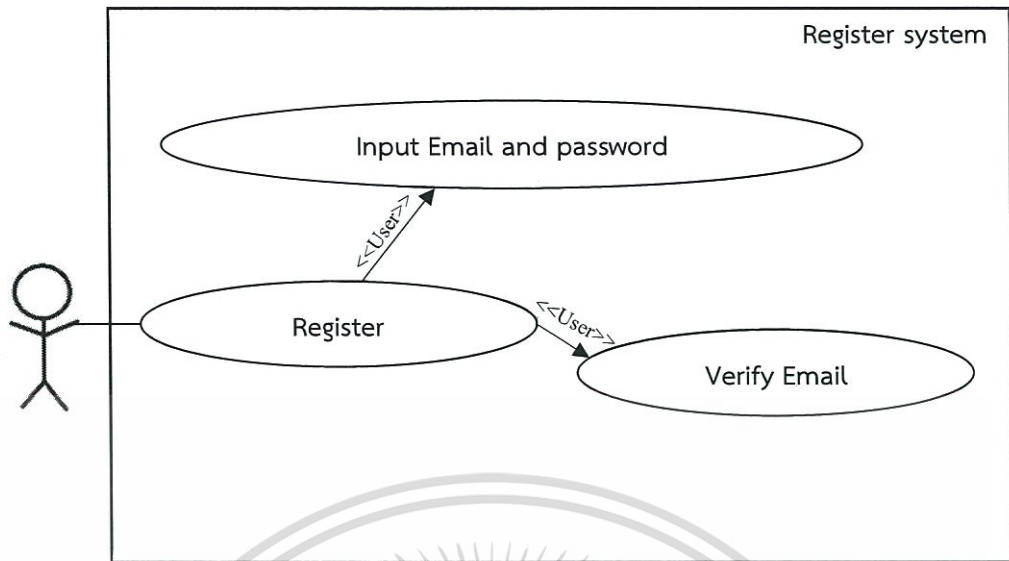 Register system
Input Email and password
<<User>>
Register
<<User>>
Verify Email